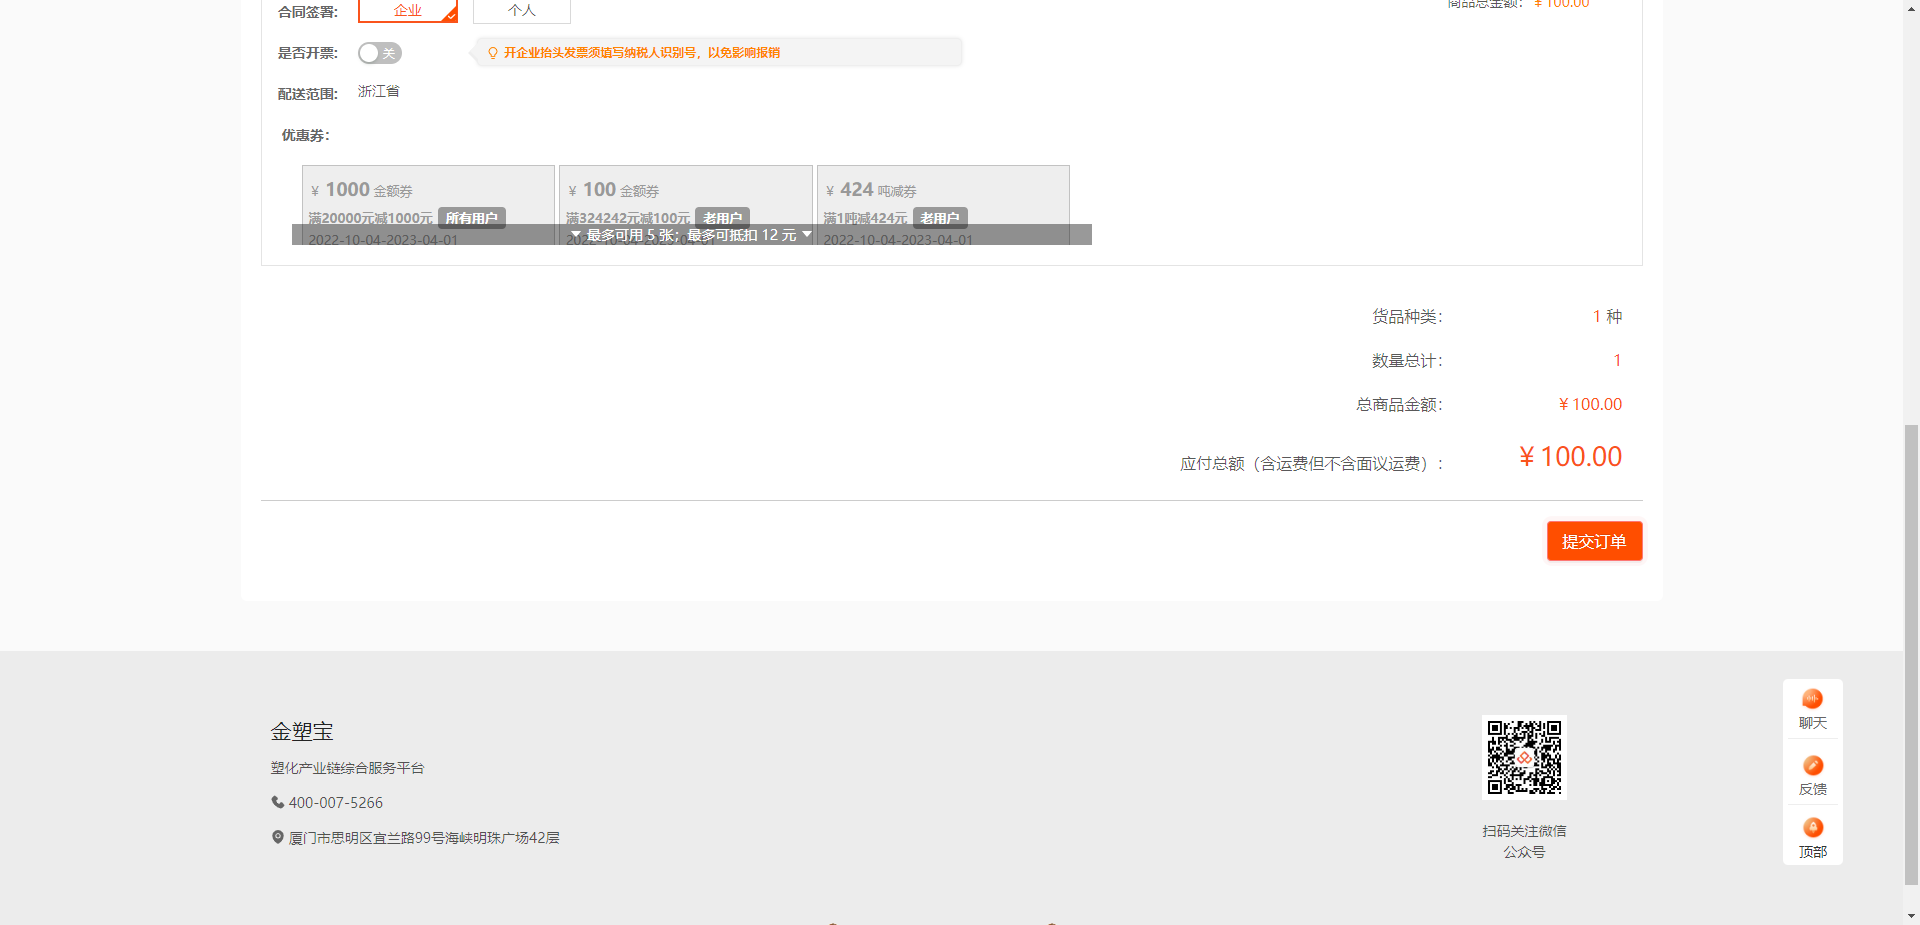 合同签署:
企业
个人
商品总金额: ￥100.00
是否开票:
关
开企业抬头发票须填写纳税人识别号，以免影响报销
配送范围:
浙江省
优惠券:
￥ 1000 金额券
满20000元减1000元 所有用户
2022-10-04-2023-04-01
￥ 100 金额券
满324242元减100元 老用户
2022-10-04-2023-04-01
￥ 424 吨减券
满1吨减424元 老用户
2022-10-04-2023-04-01
最多可用 5 张；最多可抵扣 12 元
货品种类:
1 种
数量总计:
1
总商品金额:
￥100.00
应付总额（含运费但不含面议运费）:
￥100.00
提交订单
金塑宝
塑化产业链综合服务平台
400-007-5266
厦门市思明区宜兰路99号海峡明珠广场42层
扫码关注微信
公众号
聊天
反馈
顶部